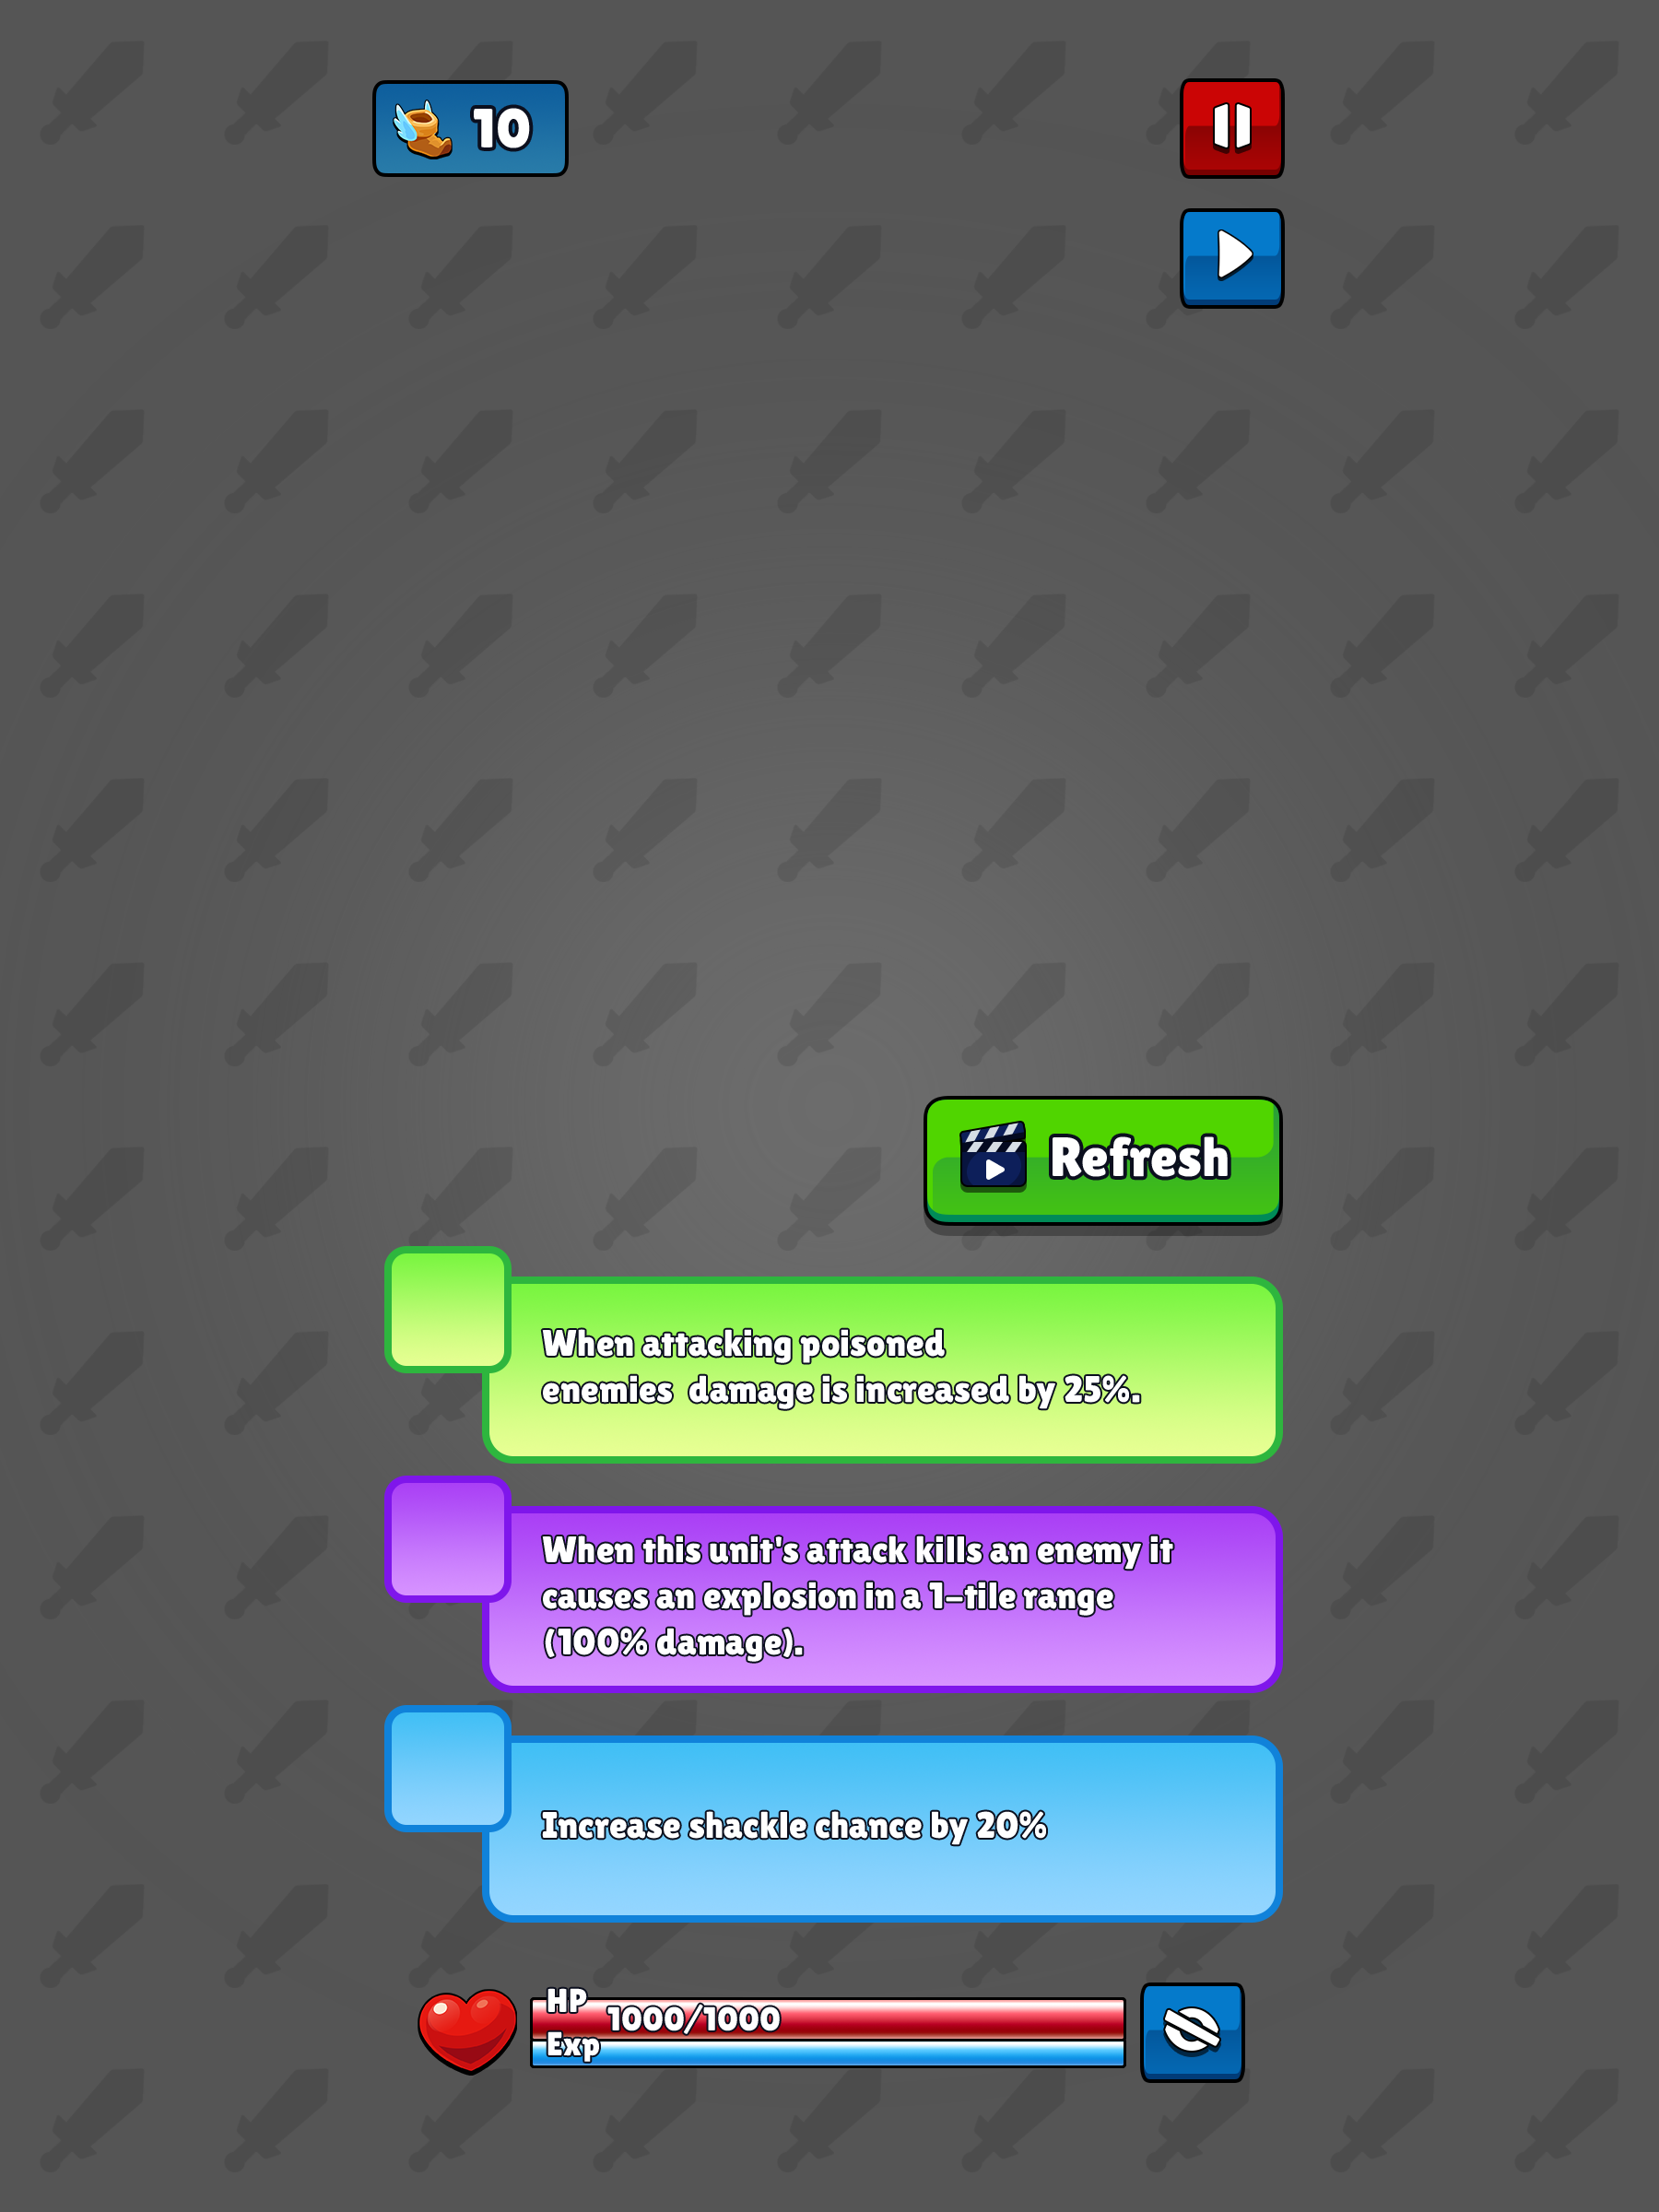 10
Refresh
When attacking poisoned
enemies  damage is increased by 25%.
When this unit's attack kills an enemy it
causes an explosion in a 1-tile range
(100% damage).
Increase shackle chance by 20%
HP
1000/1000
Exp